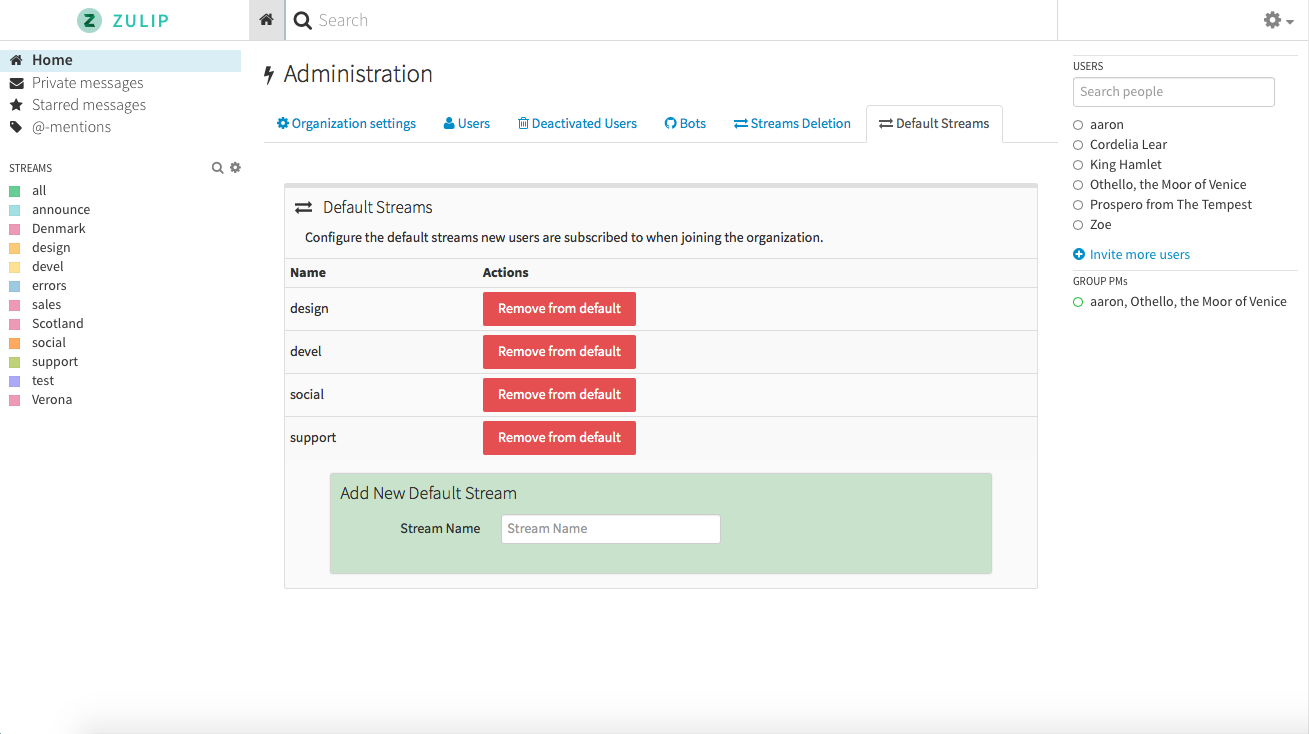 ZULIP
Search
Home
Private messages
Starred messages
@-mentions
STREAMS
all
announce
Denmark
design
devel
errors
sales
Scotland
social
support
test
Verona
Administration
Organization settings Users Deactivated Users Bots Streams Deletion Default Streams
Default Streams
Configure the default streams new users are subscribed to when joining the organization.
Name Actions
design Remove from default
devel Remove from default
social Remove from default
support Remove from default
Add New Default Stream
Stream Name Stream Name
USERS
Search people
aaron
Cordelia Lear
King Hamlet
Othello, the Moor of Venice
Prospero from The Tempest
Zoe
Invite more users
GROUP PMs
aaron, Othello, the Moor of Venice